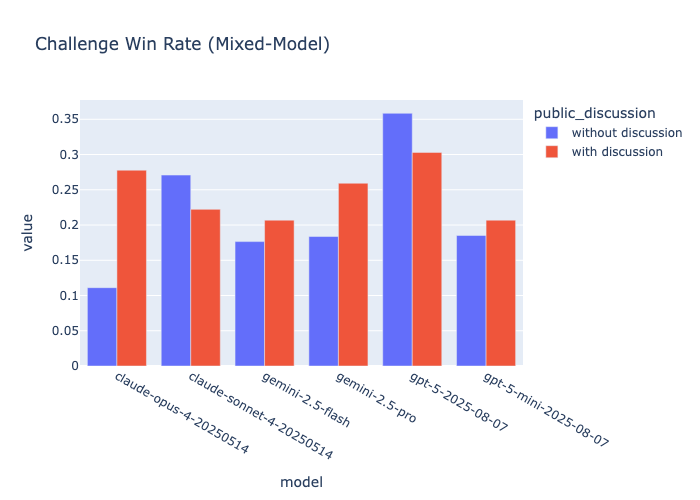 Challenge Win Rate (Mixed-Model)
public_discussion
without discussion
with discussion
value
0.35
0.3
0.25
0.2
0.15
0.1
0.05
0
claude-opus-4-20250514
claude-sonnet-4-20250514
gemini-2.5-flash
gemini-2.5-pro
gpt-5-2025-08-07
gpt-5-mini-2025-08-07
model